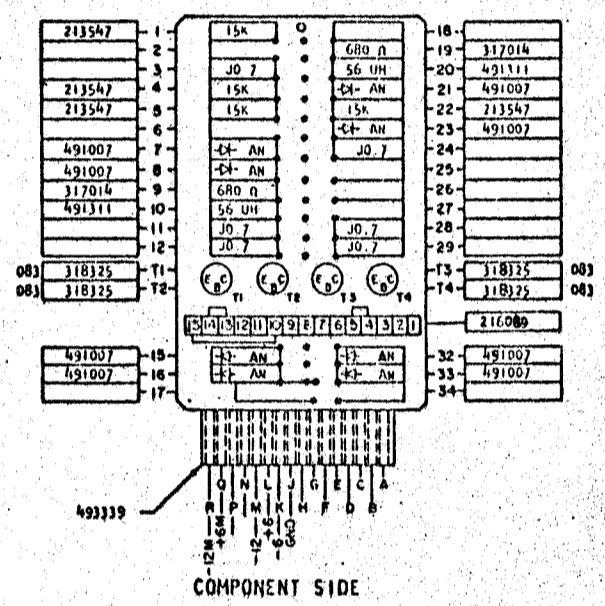 213547 1 15K 18
2 680 Ω 19 317014
3 J0.7 56 UH 20 491311
213547 4 15K AN 21 491007
213547 5 15K 15K 22 213547
6 AN 23 491007
491007 7 AN J0.7 24
491007 8 AN 25
317014 9 680 Ω 26
491311 10 56 UH 27
11 J0.7 J0.7 28
12 J0.7 J0.7 29
083 318325 T1 E B C E B C E B C E B C T3 318325 083
083 318325 T2 T1 T2 T3 T4 T4 318325 083
15 14 13 12 11 10 9 8 7 6 5 4 3 2 1 216089
491007 15 AN AN 32 491007
491007 16 AN AN 33 491007
17 34
Q N L J G E C A
493339 R P M K H F D B
-12M +6M -12 +6 -6 GRD
COMPONENT SIDE